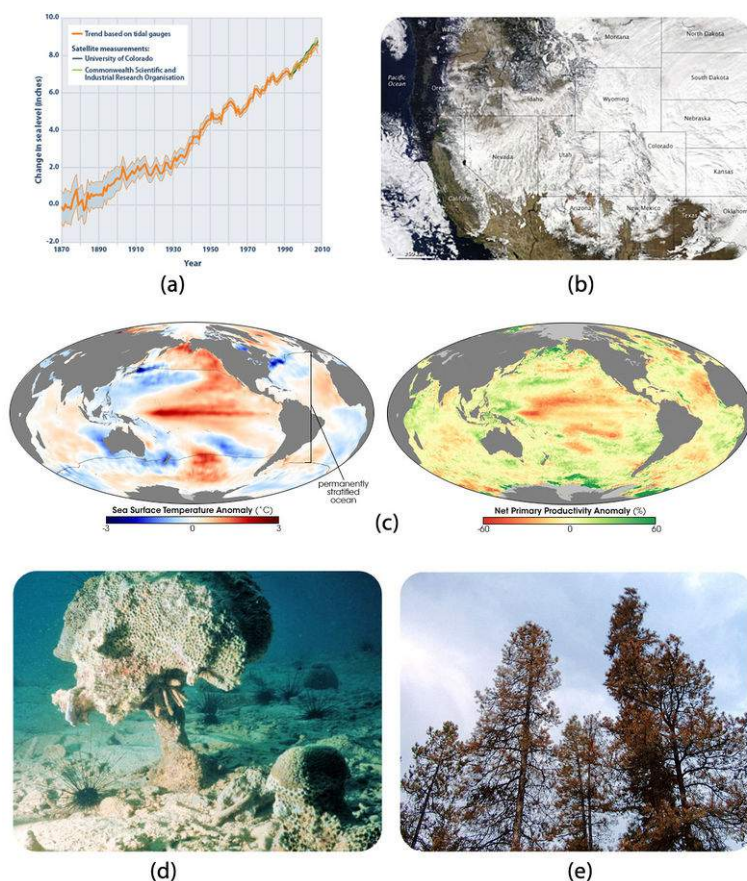 10.0
8.0
6.0
4.0
2.0
0.0
-2.0
Change in sea level (inches)
Trend based on tidal gauges
Satellite measurements:
University of Colorado
Commonwealth Scientific and
Industrial Research Organisation
1870
1890
1910
1930
1950
1970
1990
2010
Year
(a)
Washington
Montana
North Dakota
Pacific
Ocean
Oregon
Idaho
Wyoming
South Dakota
Nebraska
Nevada
Utah
Colorado
Kansas
California
Arizona
New Mexico
Texas
Oklahoma
(b)
permanently
stratified
ocean
Sea Surface Temperature Anomaly (°C)
-3
3
Net Primary Productivity Anomaly (%)
-60
0
60
(c)
(d)
(e)